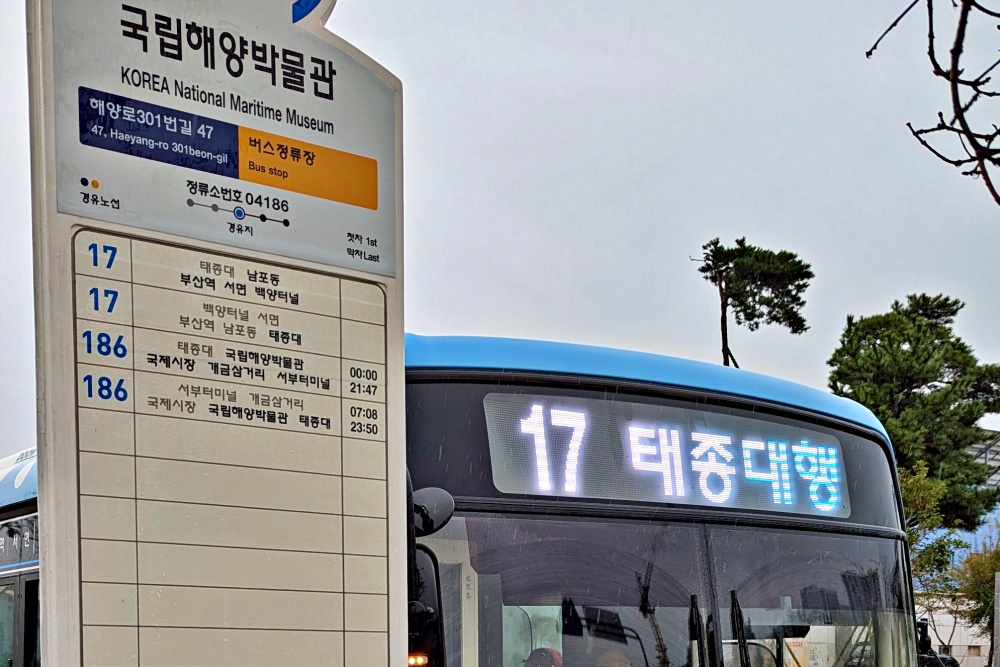 국립해양박물관
KOREA National Maritime Museum
해양로301번길 47
47, Haeyang-ro 301beon-gil
버스정류장
Bus stop
경유노선
정류소번호 04186
경유지
첫차 1st
막차 Last
17
태종대 남포동
부산역 서면 백양터널
17
백양터널 서면
부산역 남포동 태종대
186
태종대 국립해양박물관
국제시장 개금삼거리 서부터미널
00:00
21:47
186
서부터미널 개금삼거리
국제시장 국립해양박물관 태종대
07:08
23:50
17 태종대행